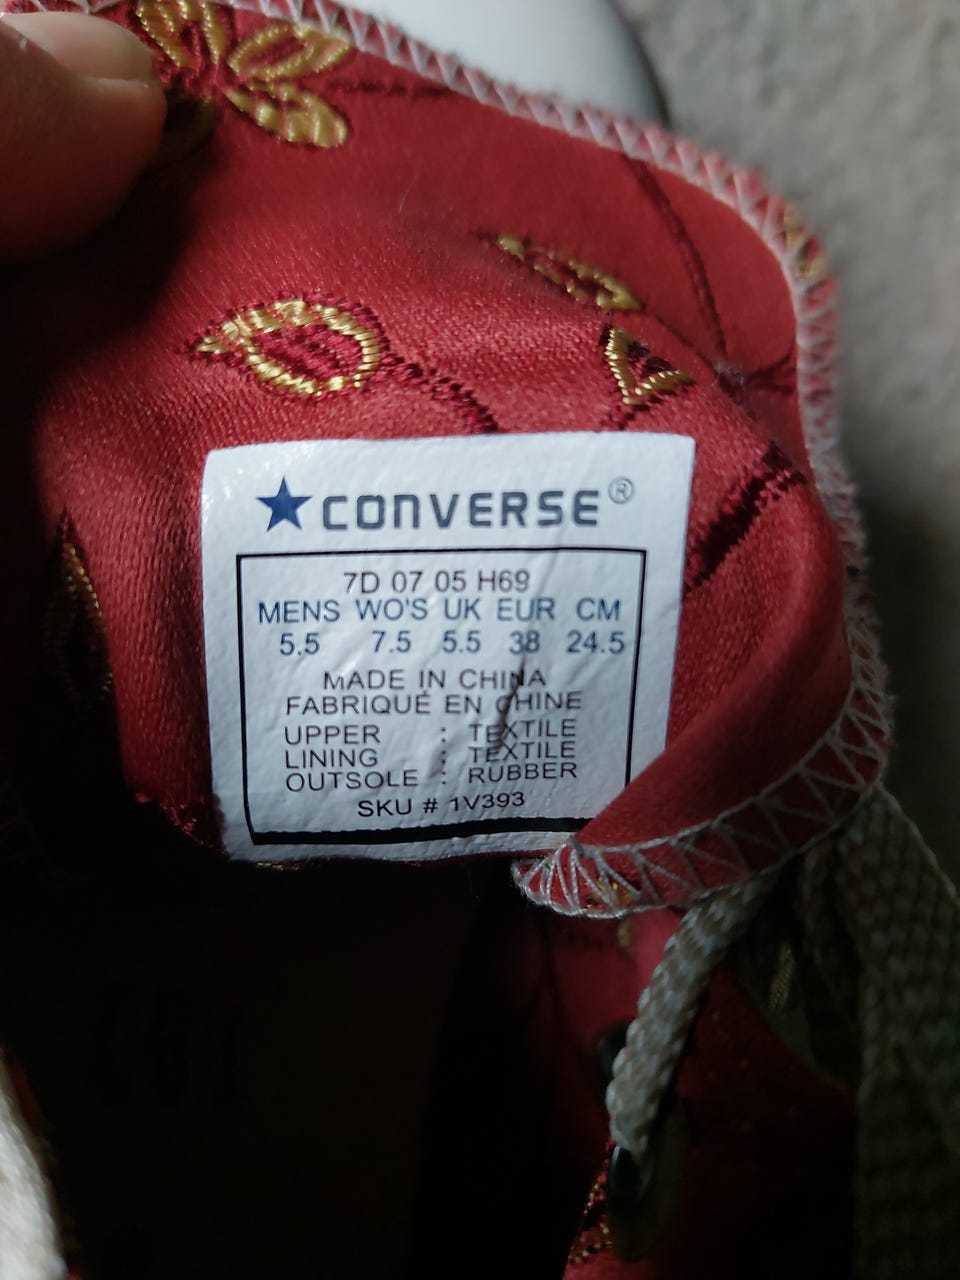 ★CONVERSE®
7D 07 05 H69
MENS WO'S UK EUR CM
5.5 7.5 5.5 38 24.5
MADE IN CHINA
FABRIQUÉ EN CHINE
UPPER : TEXTILE
LINING : TEXTILE
OUTSOLE : RUBBER
SKU # 1V393